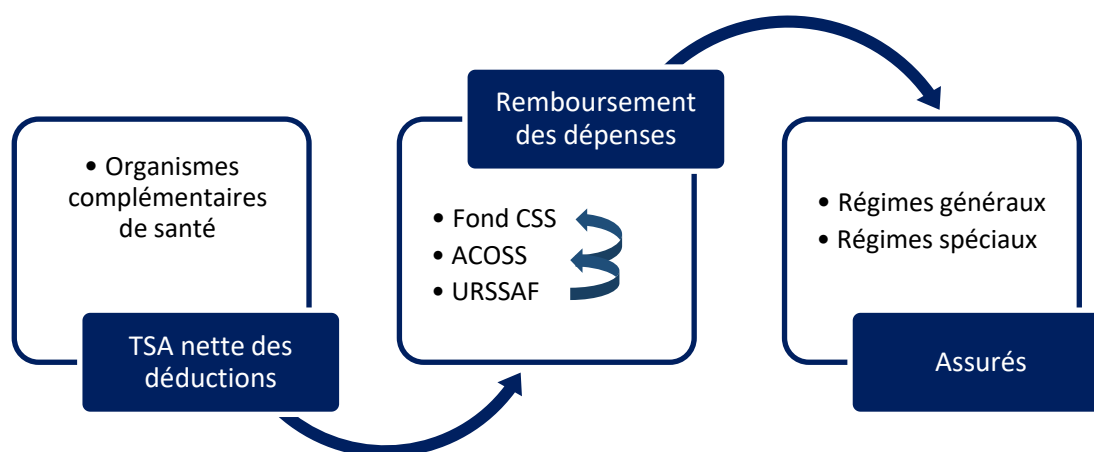 • Organismes
complémentaires
de santé
TSA nette des
déductions
Remboursement
des dépenses
• Fond CSS
• ACOSS
• URSSAF
• Régimes généraux
• Régimes spéciaux
Assurés